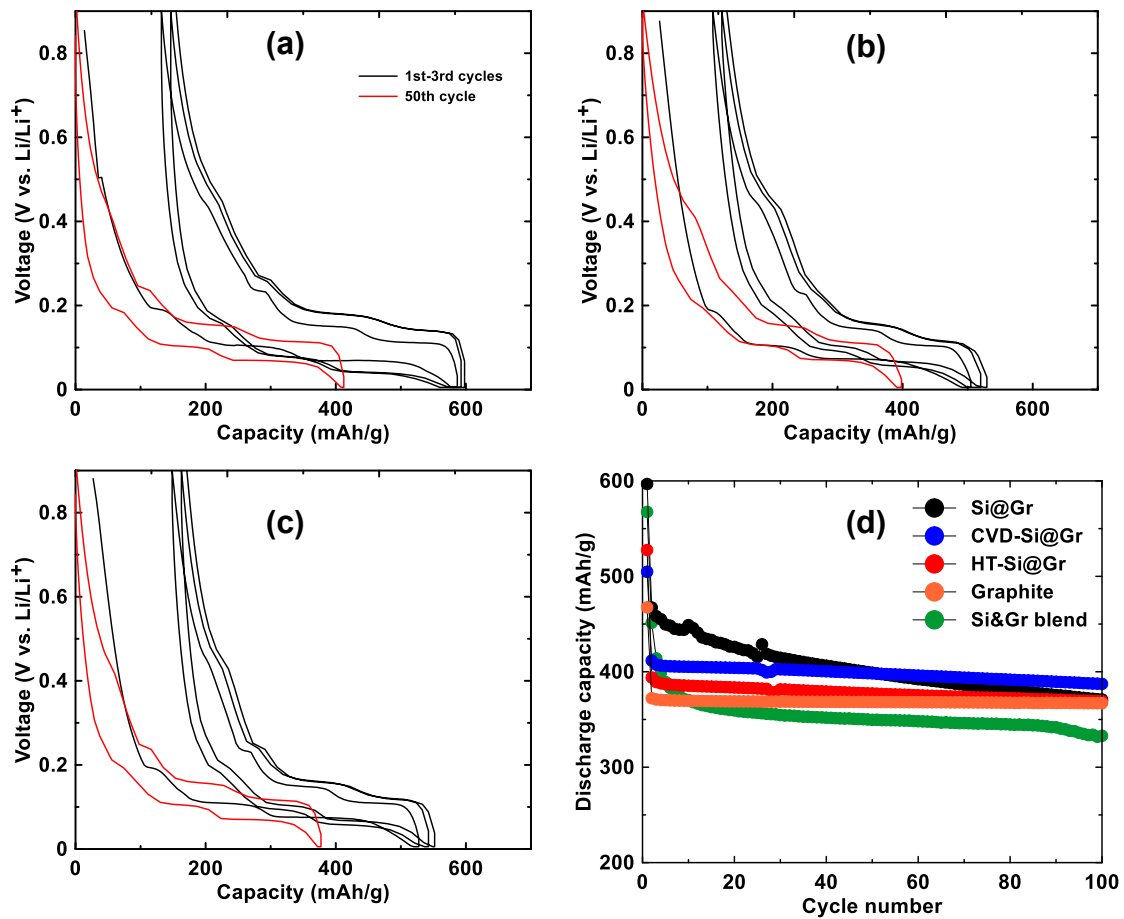 (a)
1st-3rd cycles
50th cycle
0.8
0.6
0.4
0.2
0
Voltage (V vs. Li/Li+)
0 200 400 600
Capacity (mAh/g)
(b)
0.8
0.6
0.4
0.2
0
Voltage (V vs. Li/Li+)
0 200 400 600
Capacity (mAh/g)
(c)
0.8
0.6
0.4
0.2
0
Voltage (V vs. Li/Li+)
0 200 400 600
Capacity (mAh/g)
(d)
Si@Gr
CVD-Si@Gr
HT-Si@Gr
Graphite
Si&Gr blend
600
500
400
300
200
Discharge capacity (mAh/g)
0 20 40 60 80 100
Cycle number